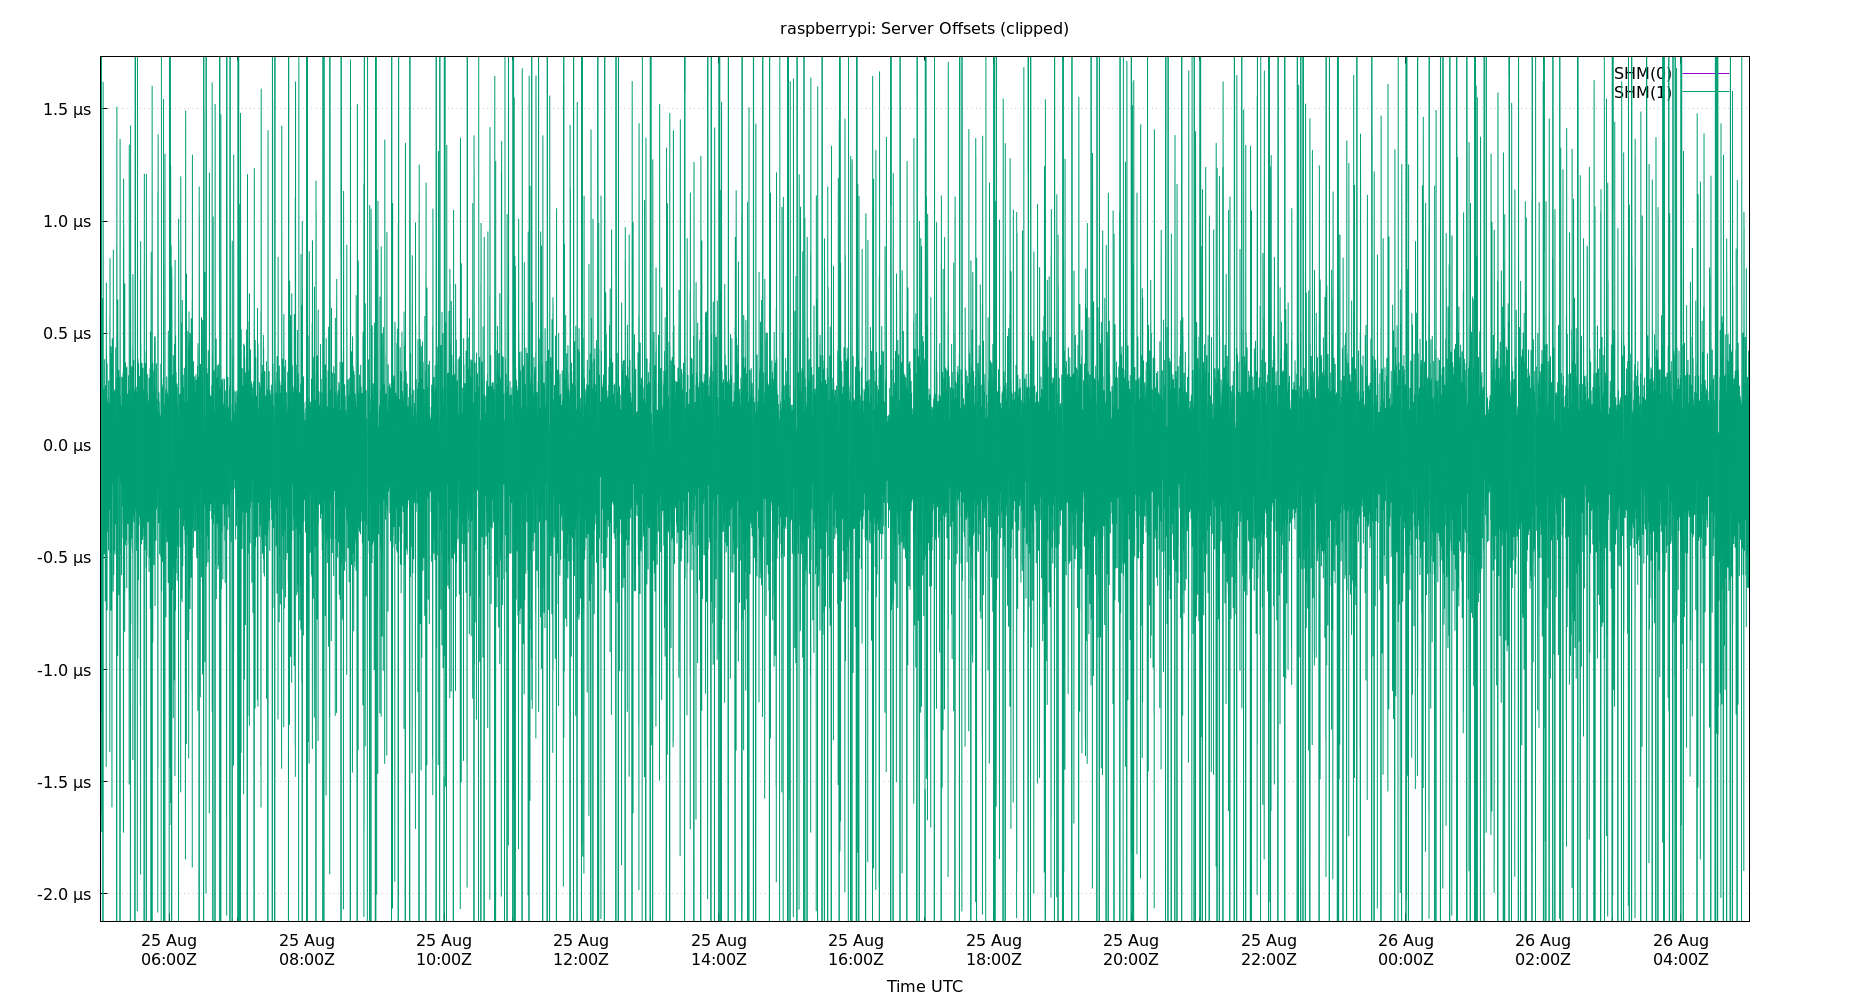 raspberrypi: Server Offsets (clipped)
SHM(0)
SHM(1)
1.5 µs
1.0 µs
0.5 µs
0.0 µs
-0.5 µs
-1.0 µs
-1.5 µs
-2.0 µs
25 Aug 25 Aug 25 Aug 25 Aug 25 Aug 25 Aug 25 Aug 25 Aug 25 Aug 26 Aug 26 Aug 26 Aug
06:00Z 08:00Z 10:00Z 12:00Z 14:00Z 16:00Z 18:00Z 20:00Z 22:00Z 00:00Z 02:00Z 04:00Z
Time UTC